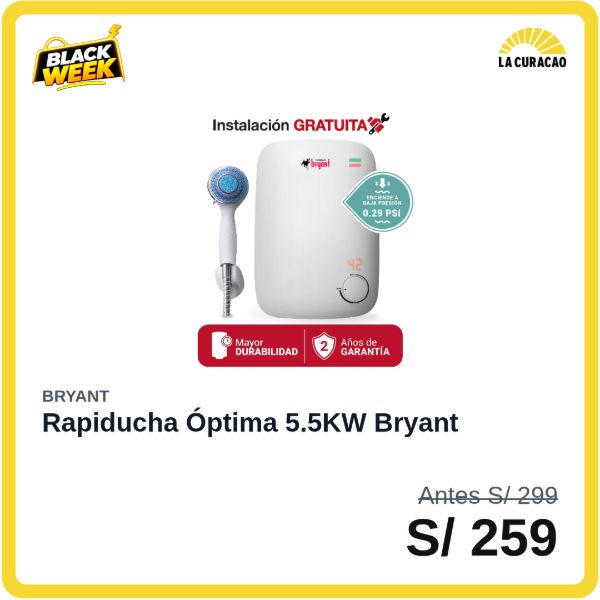 BLACK
WEEK
LA CURACAO
Instalación GRATUITA
bryant
ENCIENDE A
BAJA PRESIÓN
0.29 PSI
42
Mayor
DURABILIDAD
2
Años de
GARANTÍA
BRYANT
Rapiducha Óptima 5.5KW Bryant
Antes S/ 299
S/ 259